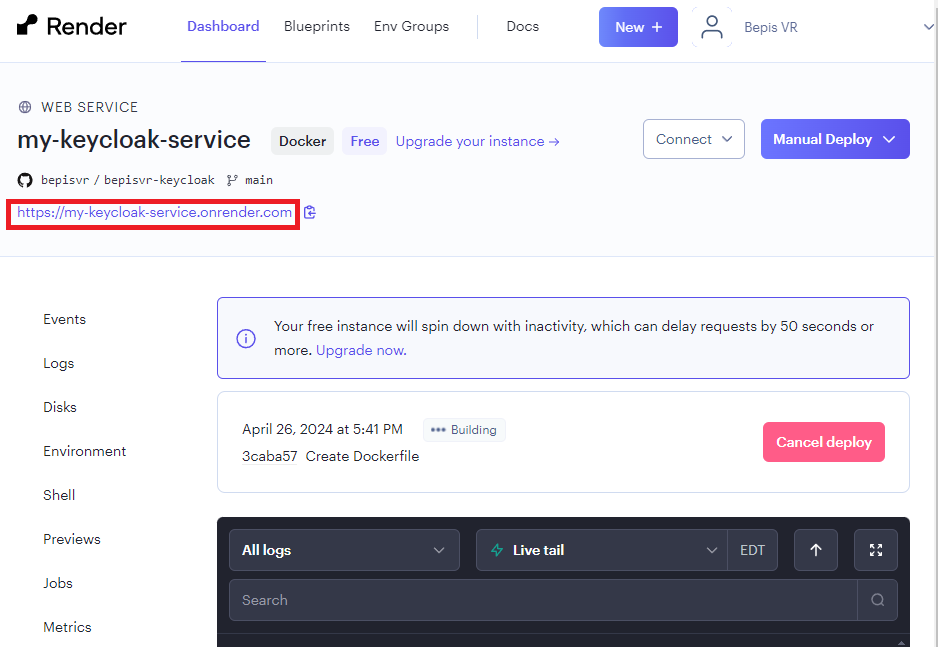 Render Dashboard Blueprints Env Groups Docs New + Bepis VR
WEB SERVICE
my-keycloak-service Docker Free Upgrade your instance → Connect Manual Deploy
bepisvr / bepisvr-keycloak main
https://my-keycloak-service.onrender.com
Events
Logs
Disks
Environment
Shell
Previews
Jobs
Metrics
Your free instance will spin down with inactivity, which can delay requests by 50 seconds or
more. Upgrade now.
April 26, 2024 at 5:41 PM ••• Building
3caba57 Create Dockerfile
Cancel deploy
All logs Live tail EDT
Search